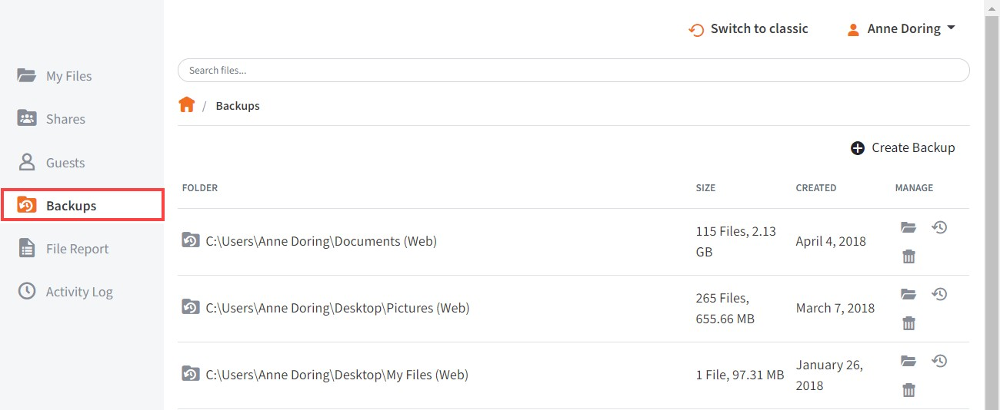 Switch to classic
Anne Doring
My Files
Shares
Guests
Backups
File Report
Activity Log
Search files...
/ Backups
Create Backup
FOLDER SIZE CREATED MANAGE
C:\Users\Anne Doring\Documents (Web)
115 Files, 2.13
GB
April 4, 2018
C:\Users\Anne Doring\Desktop\Pictures (Web)
265 Files,
655.66 MB
March 7, 2018
C:\Users\Anne Doring\Desktop\My Files (Web)
1 File, 97.31 MB
January 26,
2018